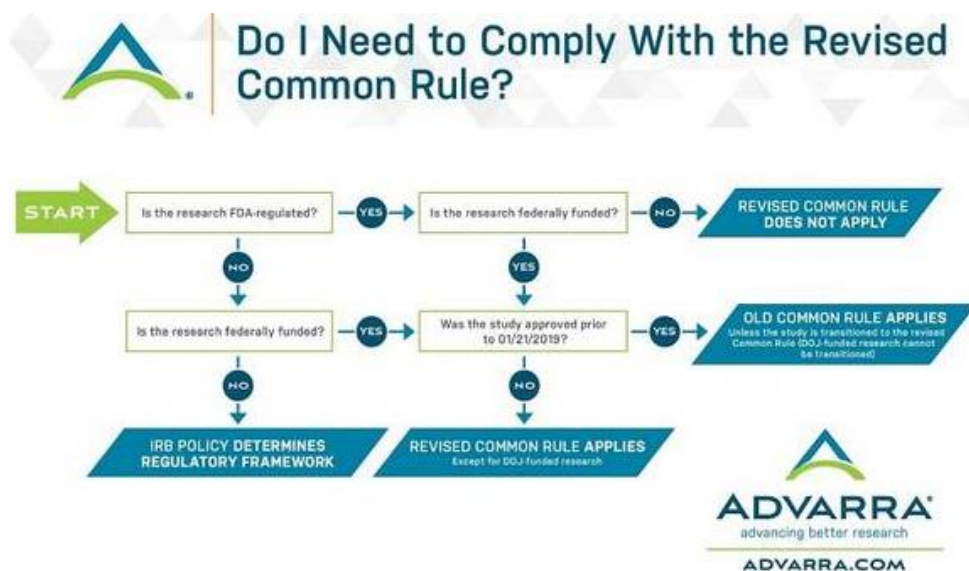 Do I Need to Comply With the Revised
Common Rule?
START
Is the research FDA-regulated?
YES
Is the research federally funded?
NO
REVISED COMMON RULE
DOES NOT APPLY
NO
YES
Is the research federally funded?
YES
Was the study approved prior
to 01/21/2019?
YES
OLD COMMON RULE APPLIES
Unless the study is transitioned to the revised
Common Rule (DOJ-funded research cannot
be transitioned)
NO
NO
IRB POLICY DETERMINES
REGULATORY FRAMEWORK
REVISED COMMON RULE APPLIES
Except for DOJ-funded research
ADVARRA®
advancing better research
ADVARRA.COM